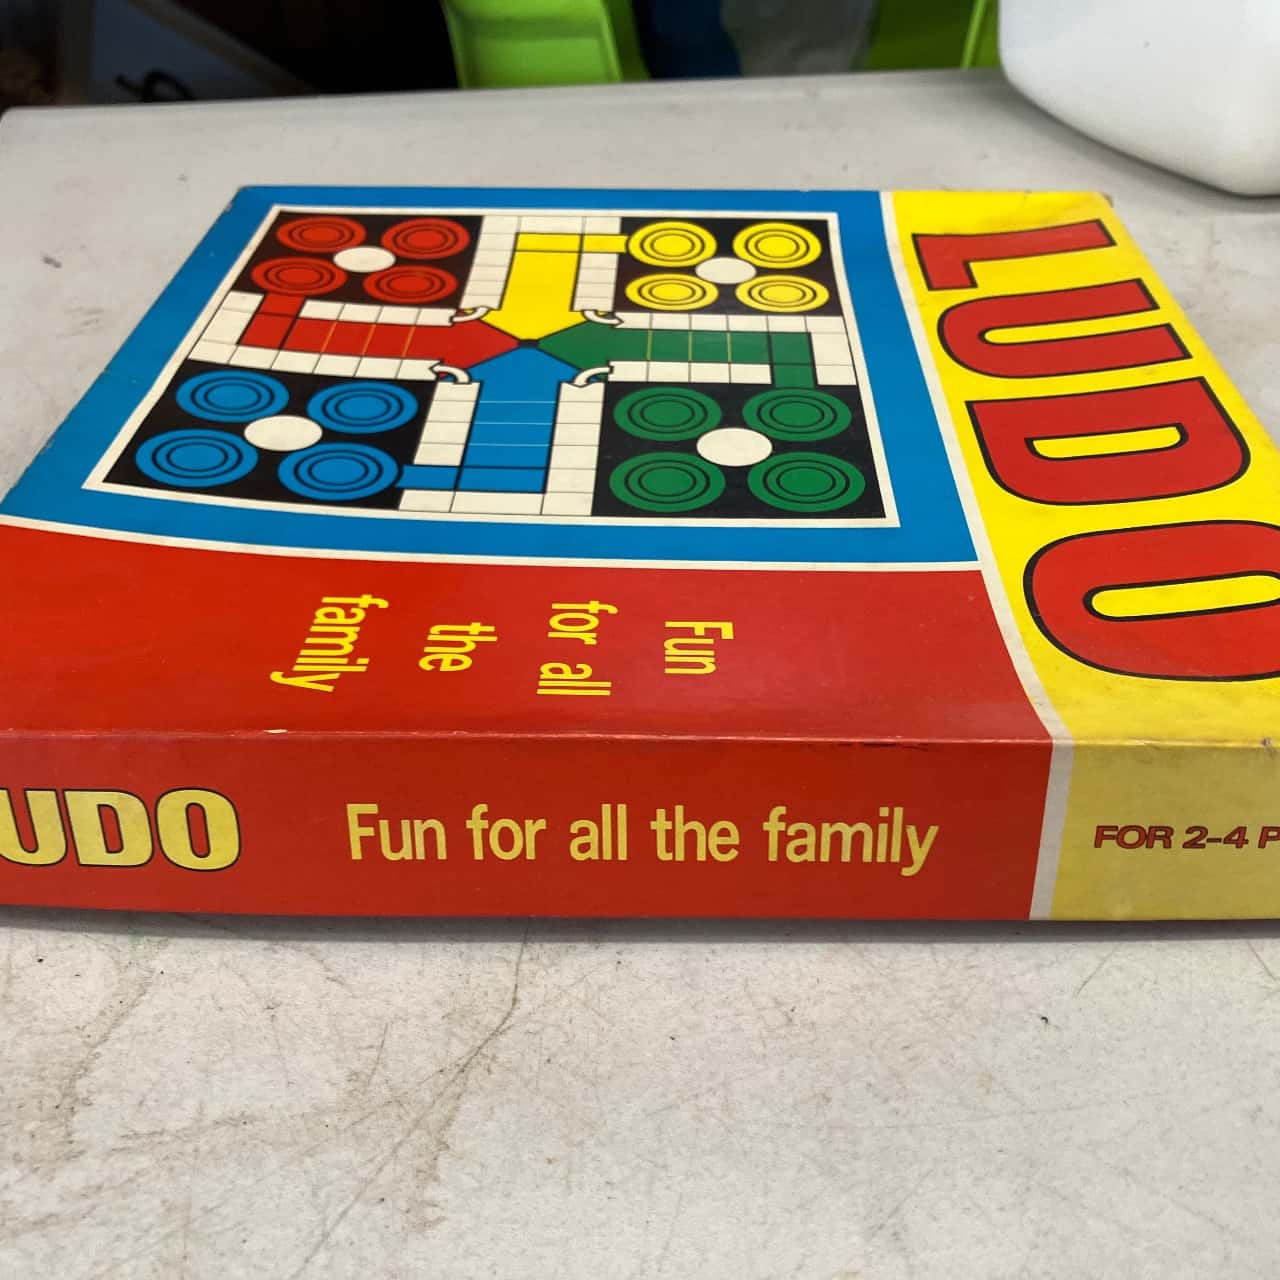 LUDO
Fun
for all
the
family
UDO
Fun for all the family
FOR 2-4 P